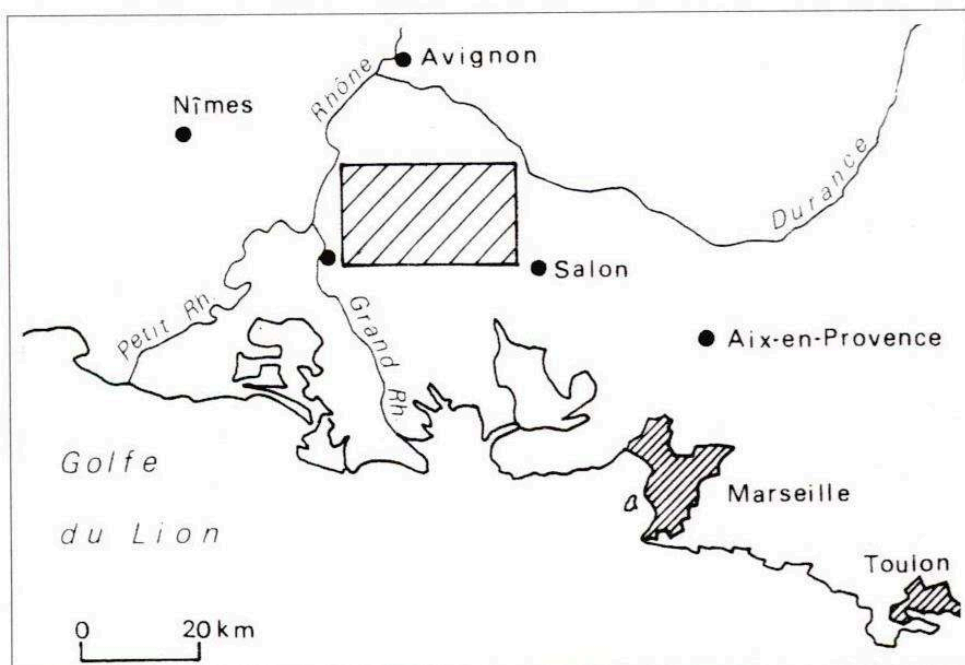 Avignon
Rhône
Nîmes
Durance
Salon
Petit Rh.
Grand Rh.
Aix-en-Provence
Golfe
du Lion
Marseille
Toulon
0 20 km